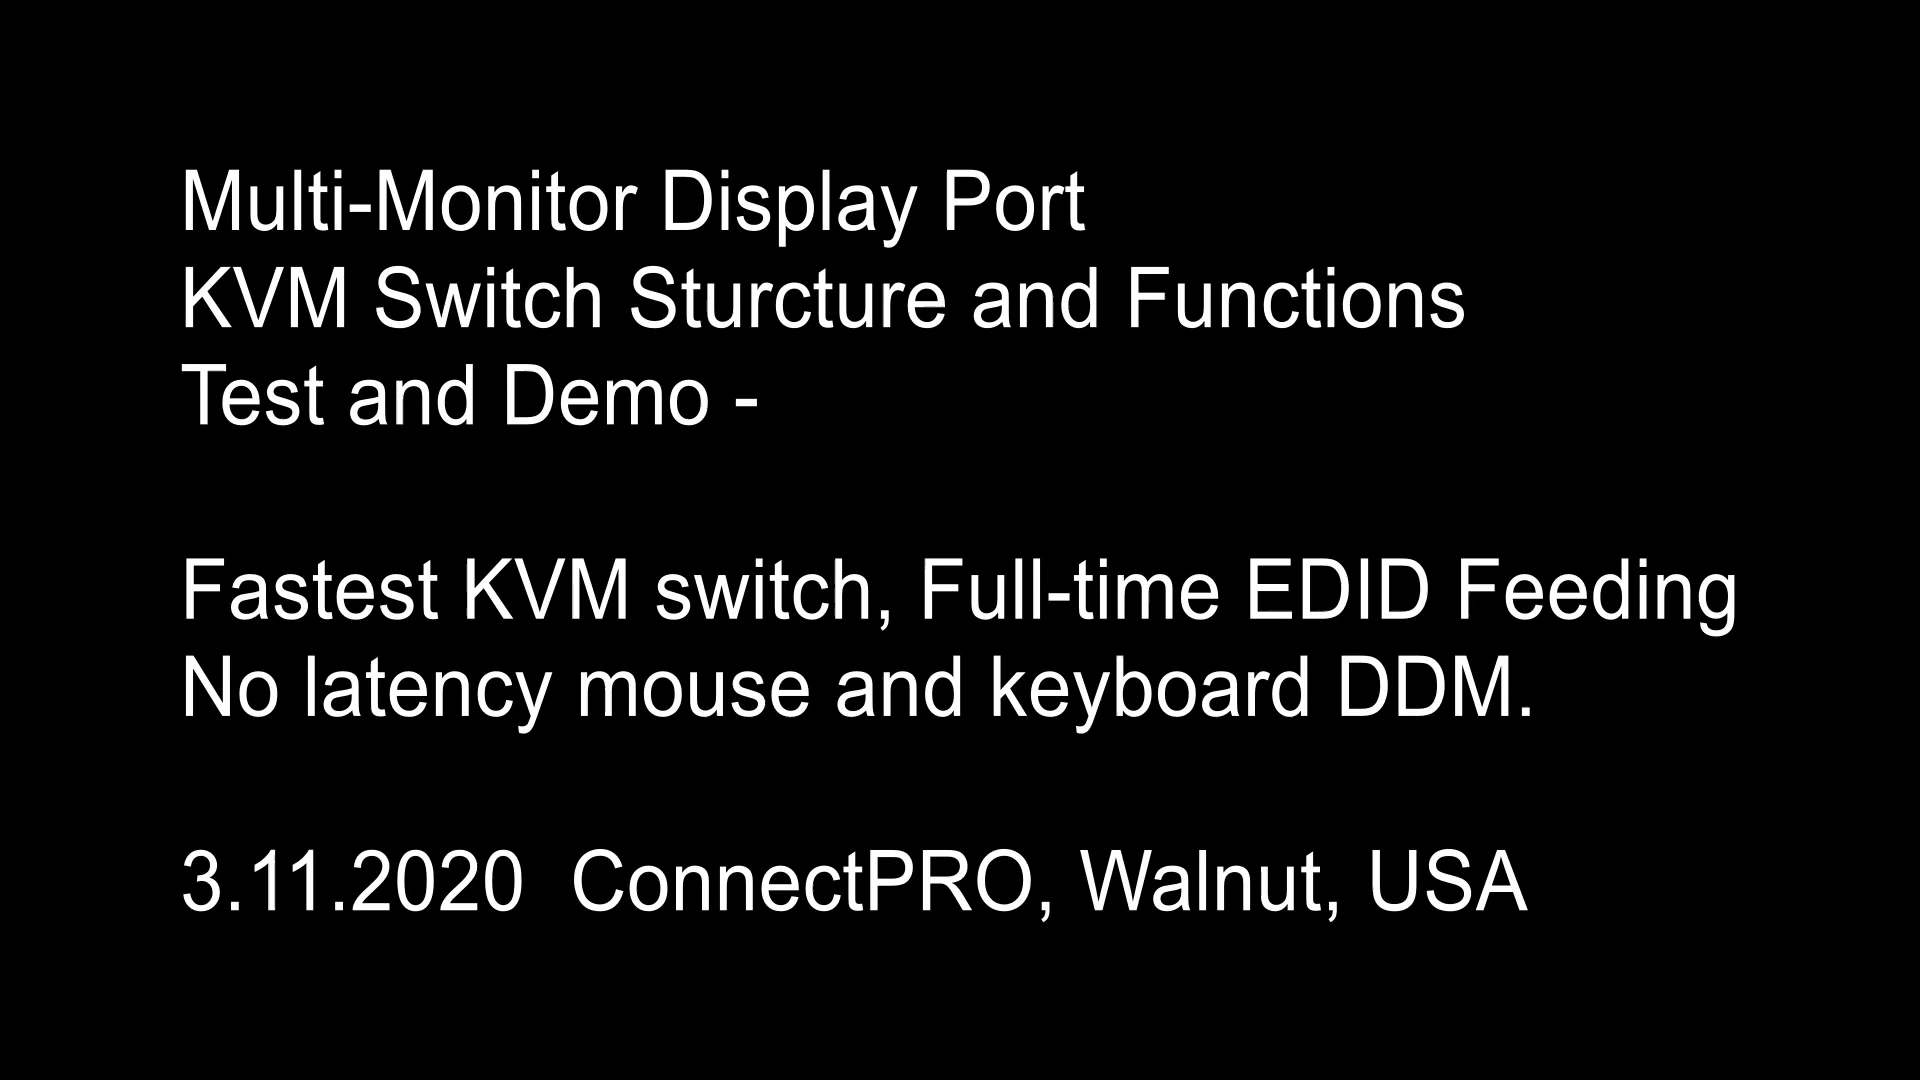 Multi-Monitor Display Port
KVM Switch Sturcture and Functions
Test and Demo -
Fastest KVM switch, Full-time EDID Feeding
No latency mouse and keyboard DDM.
3.11.2020  ConnectPRO, Walnut, USA